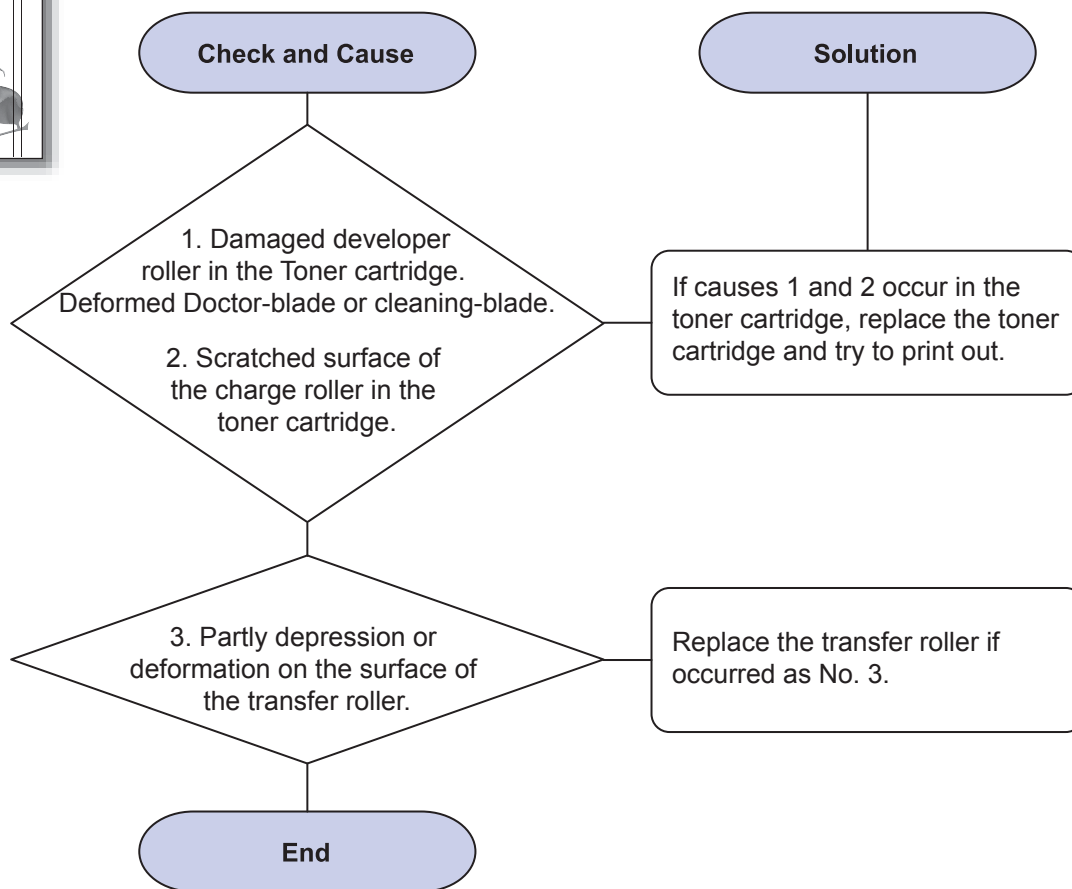 Check and Cause
Solution
1. Damaged developer
roller in the Toner cartridge.
Deformed Doctor-blade or cleaning-blade.
2. Scratched surface of
the charge roller in the
toner cartridge.
If causes 1 and 2 occur in the
toner cartridge, replace the toner
cartridge and try to print out.
3. Partly depression or
deformation on the surface of
the transfer roller.
Replace the transfer roller if
occurred as No. 3.
End